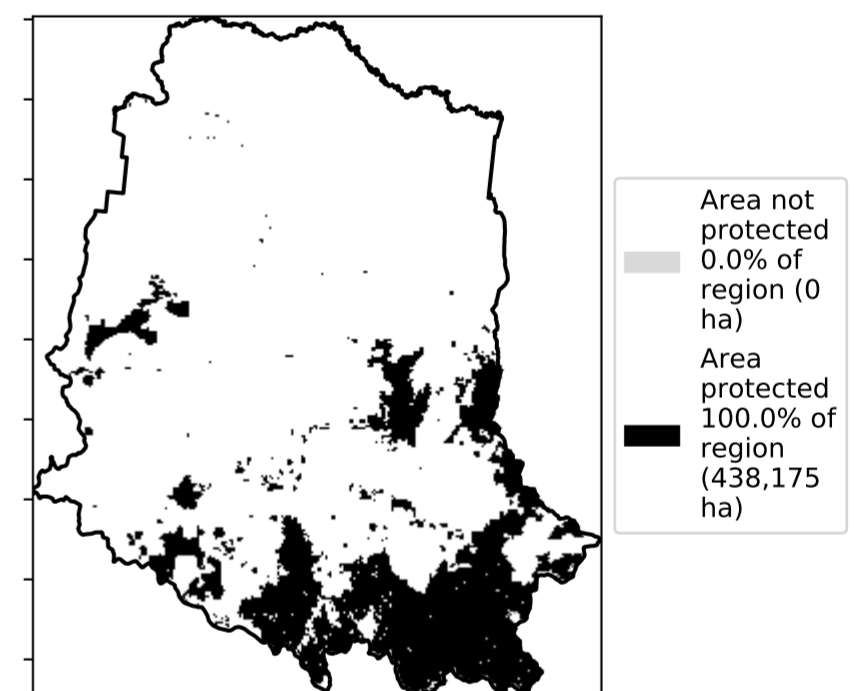 Area not
protected
0.0% of
region (0
ha)
Area
protected
100.0% of
region
(438,175
ha)